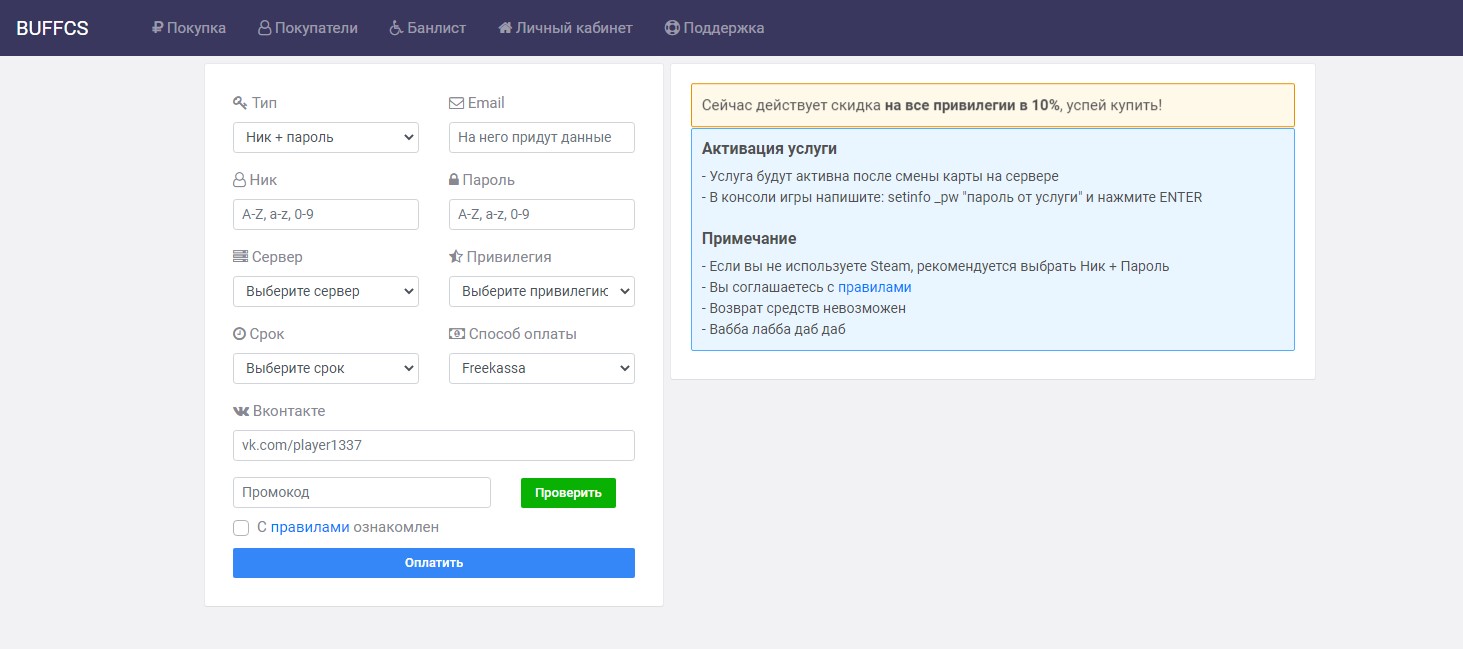 BUFFCS
Покупка
Покупатели
Банлист
Личный кабинет
Поддержка
Тип
Email
Ник + пароль
На него придут данные
Ник
Пароль
A-Z, a-z, 0-9
A-Z, a-z, 0-9
Сервер
Привилегия
Выберите сервер
Выберите привилегию
Срок
Способ оплаты
Выберите срок
Freekassa
Вконтакте
vk.com/player1337
Промокод
Проверить
С правилами ознакомлен
Оплатить
Сейчас действует скидка на все привилегии в 10%, успей купить!
Активация услуги
- Услуга будут активна после смены карты на сервере
- В консоли игры напишите: setinfo _pw "пароль от услуги" и нажмите ENTER
Примечание
- Если вы не используете Steam, рекомендуется выбрать Ник + Пароль
- Вы соглашаетесь с правилами
- Возврат средств невозможен
- Вабба лабба даб даб